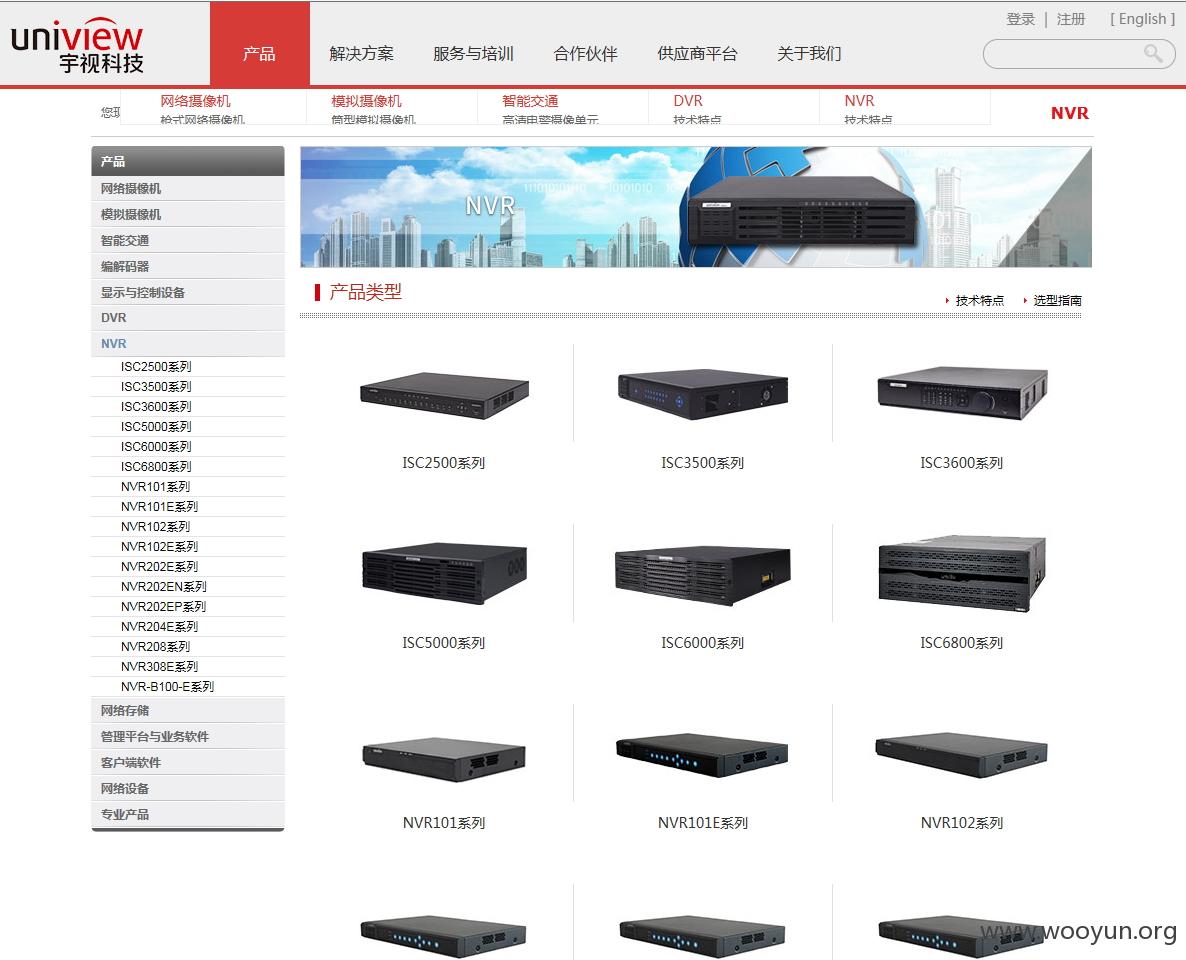 uniview
宇视科技
产品
解决方案
服务与培训
合作伙伴
供应商平台
关于我们
登录 | 注册 [ English ]
网络摄像机
枪式网络摄像机
模拟摄像机
筒型模拟摄像机
智能交通
高清电警摄像单元
DVR
技术特点
NVR
技术特点
NVR
产品
网络摄像机
模拟摄像机
智能交通
编解码器
显示与控制设备
DVR
NVR
ISC2500系列
ISC3500系列
ISC3600系列
ISC5000系列
ISC6000系列
ISC6800系列
NVR101系列
NVR101E系列
NVR102系列
NVR102E系列
NVR202E系列
NVR202EN系列
NVR202EP系列
NVR204E系列
NVR208系列
NVR308E系列
NVR-B100-E系列
网络存储
管理平台与业务软件
客户端软件
网络设备
专业产品
NVR
产品类型
技术特点
选型指南
ISC2500系列
ISC3500系列
ISC3600系列
ISC5000系列
ISC6000系列
ISC6800系列
NVR101系列
NVR101E系列
NVR102系列
www.wooyun.org